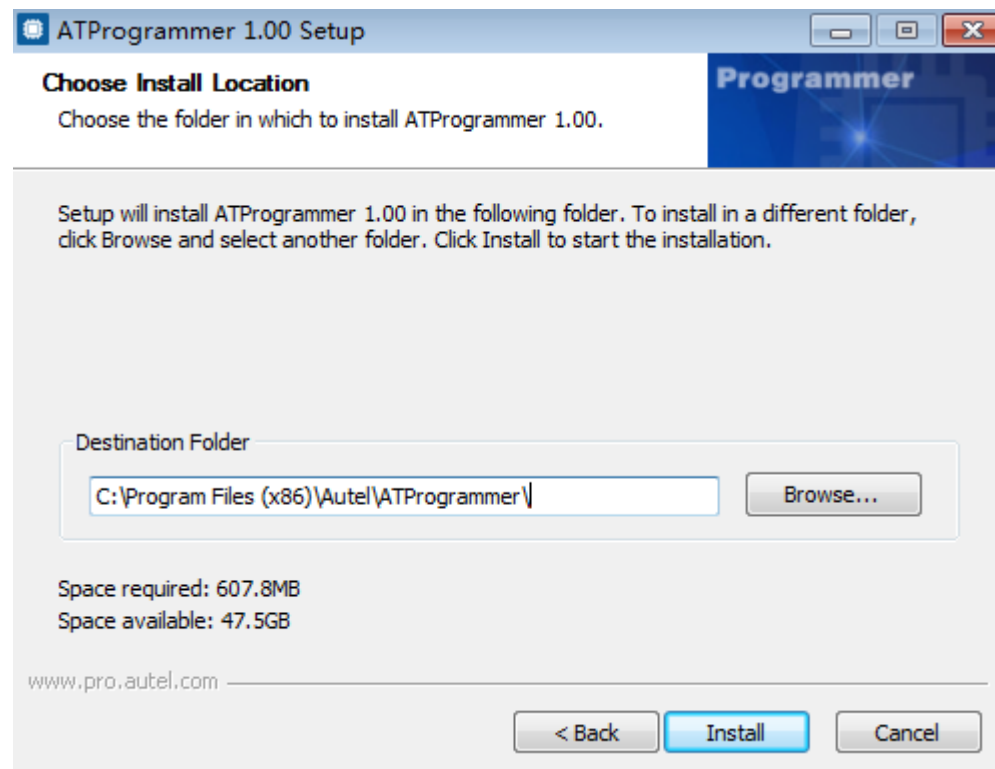 ATProgrammer 1.00 Setup
Choose Install Location
Choose the folder in which to install ATProgrammer 1.00.
Programmer
Setup will install ATProgrammer 1.00 in the following folder. To install in a different folder,
click Browse and select another folder. Click Install to start the installation.
Destination Folder
C:\Program Files (x86)\Autel\ATProgrammer\
Browse...
Space required: 607.8MB
Space available: 47.5GB
www.pro.autel.com
< Back
Install
Cancel